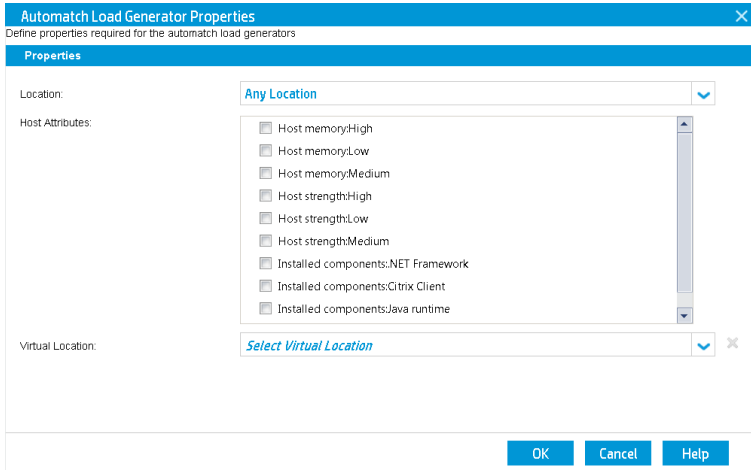 Automatch Load Generator Properties
Define properties required for the automatch load generators
Properties
Location:
Any Location
Host Attributes:
Host memory:High
Host memory:Low
Host memory:Medium
Host strength:High
Host strength:Low
Host strength:Medium
Installed components:.NET Framework
Installed components:Citrix Client
Installed components:Java runtime
Virtual Location:
Select Virtual Location
OK
Cancel
Help